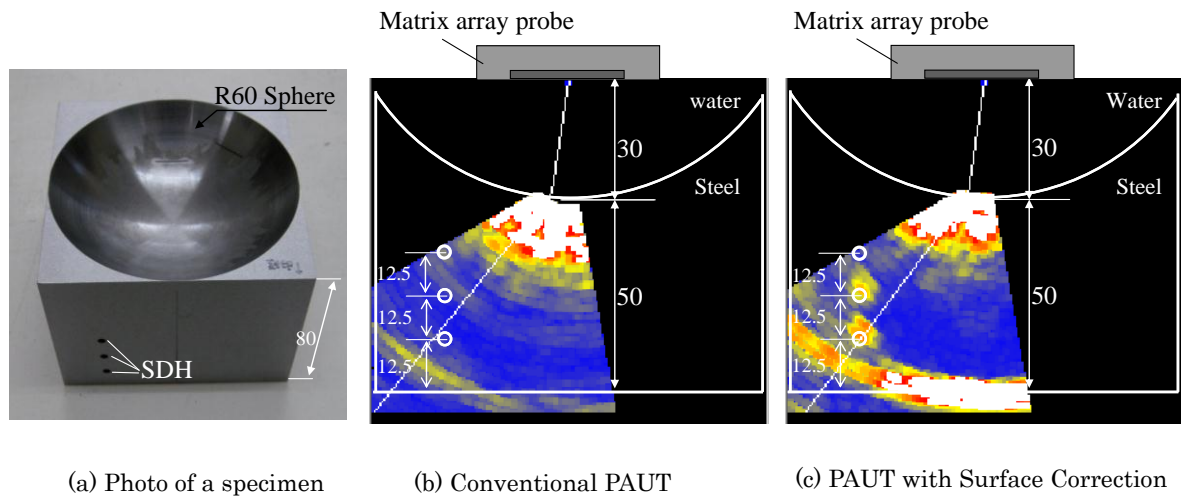 Matrix array probe
Matrix array probe
R60 Sphere
SDH
80
water
30
Steel
12.5
12.5
12.5
50
Water
30
Steel
12.5
12.5
12.5
50
(a) Photo of a specimen
(b) Conventional PAUT
(c) PAUT with Surface Correction